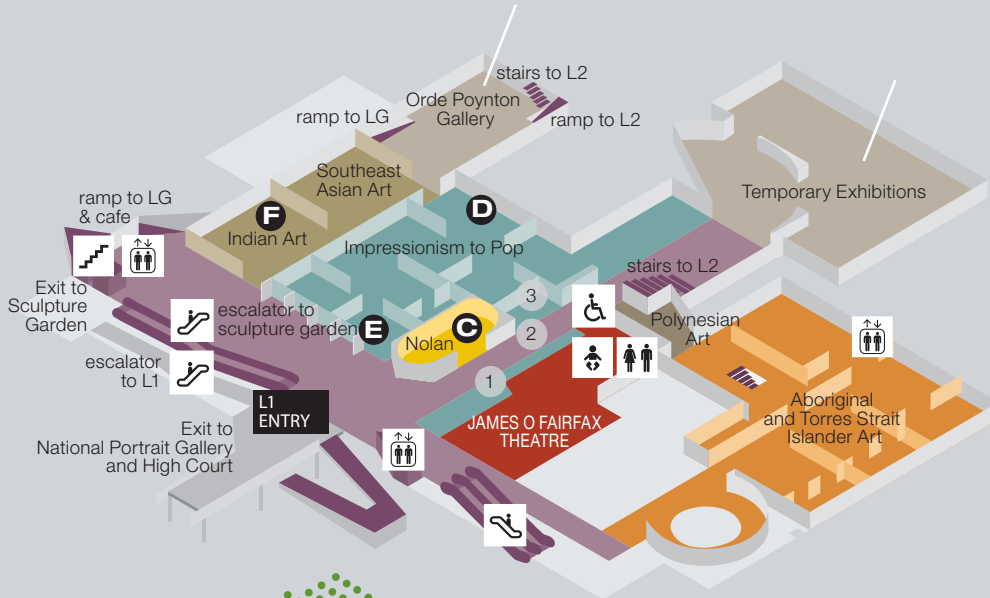 stairs to L2
Orde Poynton
Gallery
ramp to LG
ramp to L2
Southeast
Asian Art
Temporary Exhibitions
ramp to LG
& cafe
F
D
Indian Art
Impressionism to Pop
stairs to L2
Exit to
Sculpture
Garden
3
escalator to
sculpture garden
E
C
Nolan
2
Polynesian
Art
escalator
to L1
1
L1
ENTRY
Aboriginal
and Torres Strait
Islander Art
JAMES O FAIRFAX
THEATRE
Exit to
National Portrait Gallery
and High Court